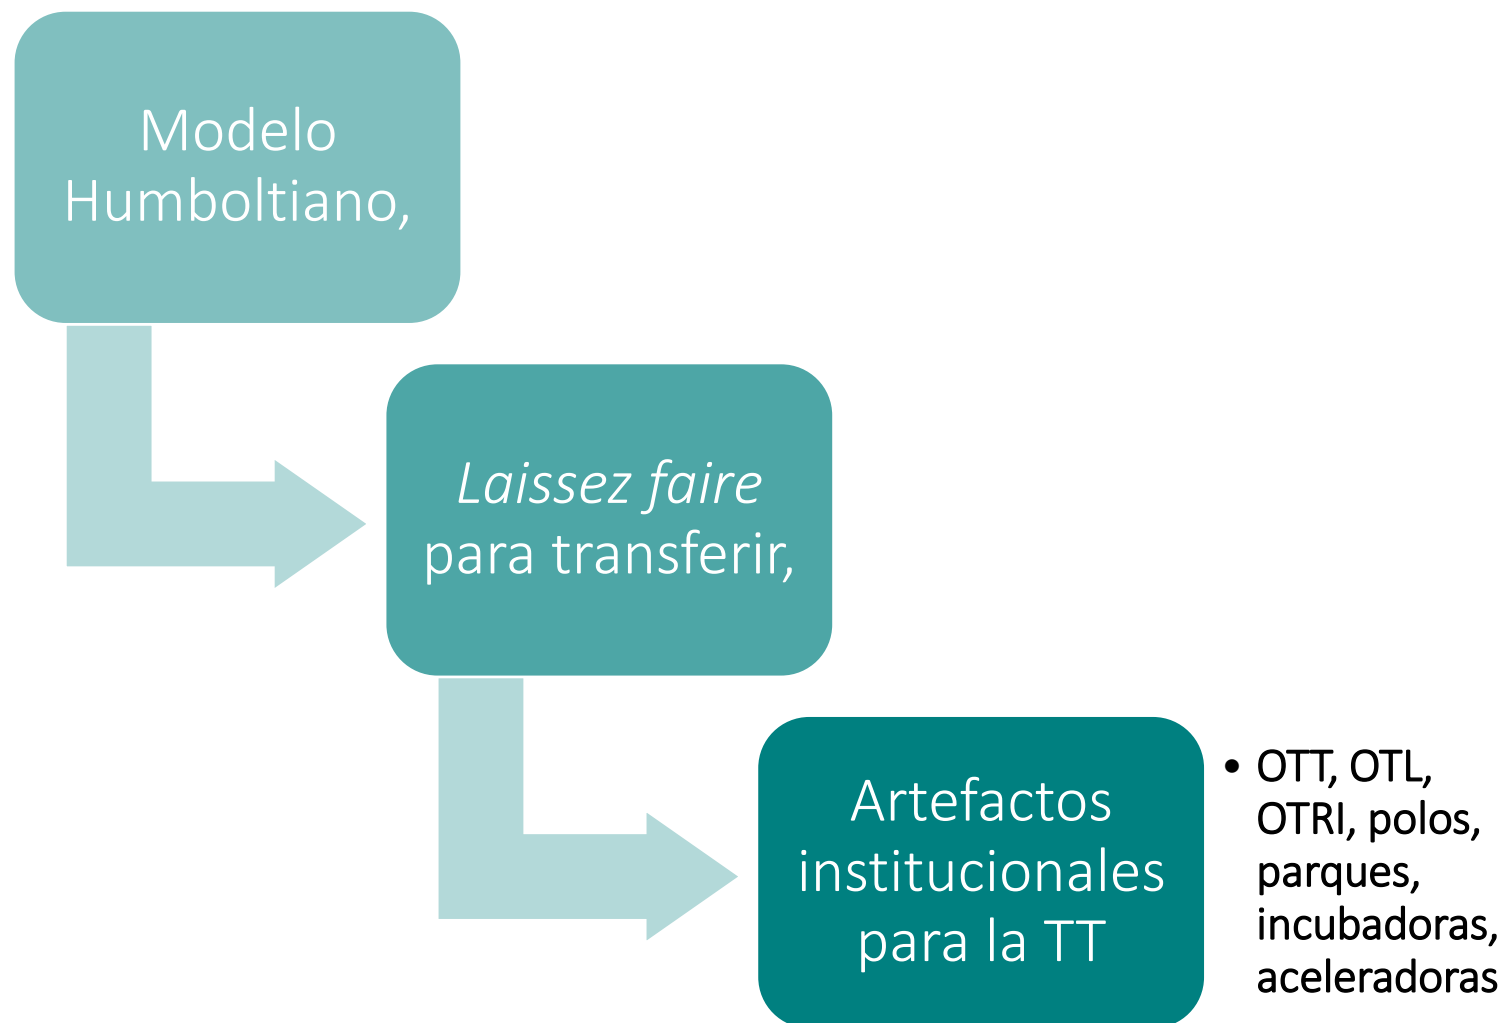 Modelo
Humboltiano,
Laissez faire
para transferir,
Artefactos
institucionales
para la TT
• OTT, OTL,
OTRI, polos,
parques,
incubadoras,
aceleradoras